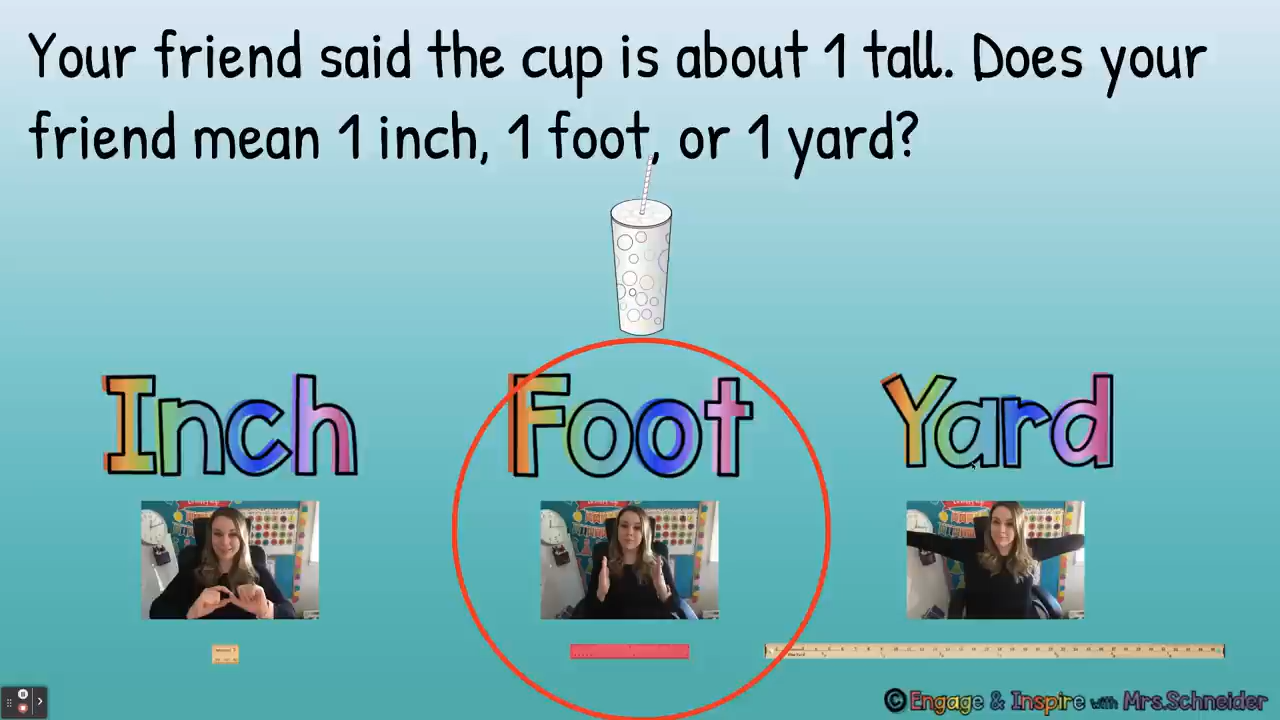 Your friend said the cup is about 1 tall. Does your
friend mean 1 inch, 1 foot, or 1 yard?
Inch Foot Yard
© Engage & Inspire with Mrs.Schneider